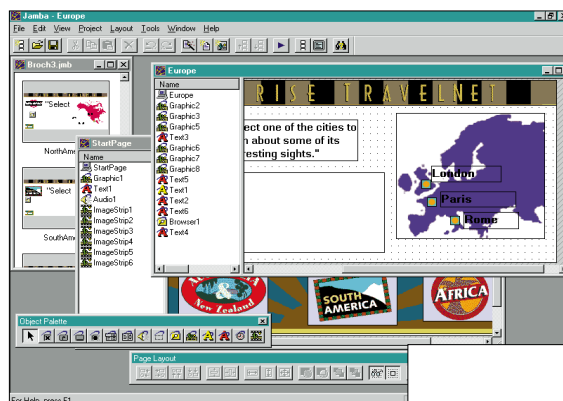 Jamba - Europe
File Edit View Project Layout Tools Window Help
Broch3.jmb
"Select
NorthAm
"Select
SouthAm
StartPage
Name
StartPage
Graphic1
Text1
Audio1
ImageStrip1
ImageStrip2
ImageStrip3
ImageStrip4
ImageStrip5
ImageStrip6
Europe
Name
Europe
Graphic2
Graphic3
Graphic5
Text3
Graphic6
Graphic7
Graphic8
Text5
Text1
Text2
Text6
Browser1
Text4
RISE TRAVELNET
ect one of the cities to
n about some of its
resting sights."
London
Paris
Rome
New Zealand
SOUTH
AMERICA
AFRICA
Object Palette
Page Layout
For Help, press F1